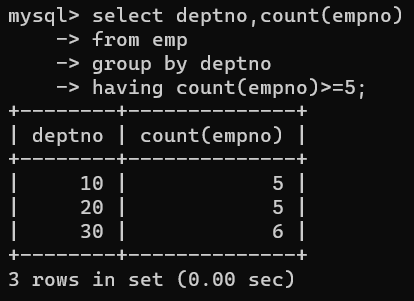 mysql> select deptno,count(empno)
    -> from emp
    -> group by deptno
    -> having count(empno)>=5;
+--------+--------------+
| deptno | count(empno) |
+--------+--------------+
|     10 |            5 |
|     20 |            5 |
|     30 |            6 |
+--------+--------------+
3 rows in set (0.00 sec)